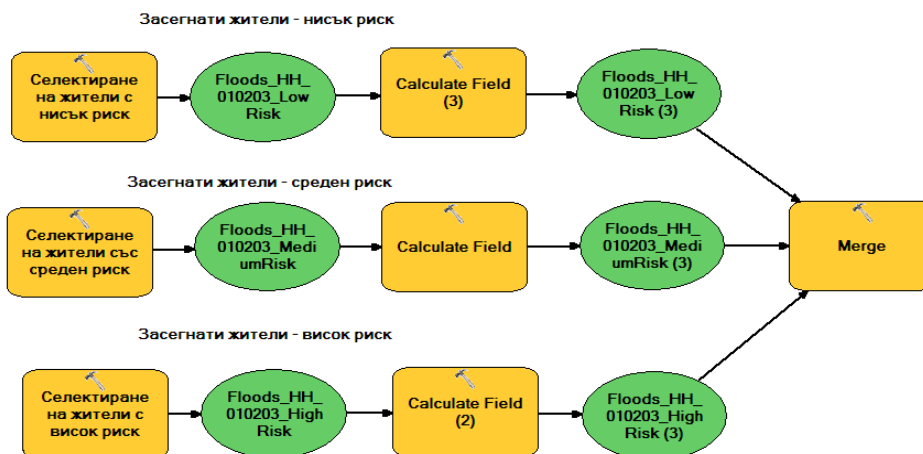 Засегнати жители - нисък риск
Селектиране
на жители с
нисък риск
Floods_HH_
010203_Low
Risk
Calculate Field
(3)
Floods_HH_
010203_Low
Risk (3)
Засегнати жители - среден риск
Селектиране
на жители със
среден риск
Floods_HH_
010203_Medi
umRisk
Calculate Field
Floods_HH_
010203_Medi
umRisk (3)
Merge
Засегнати жители - висок риск
Селектиране
на жители с
висок риск
Floods_HH_
010203_High
Risk
Calculate Field
(2)
Floods_HH_
010203_High
Risk (3)